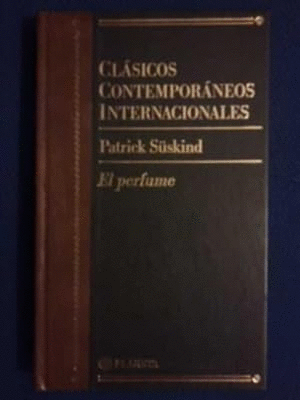 CLÁSICOS
CONTEMPORÁNEOS
INTERNACIONALES
Patrick Süskind
El perfume
PLANETA